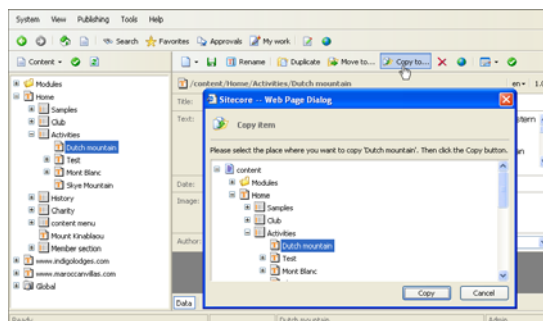 System View Publishing Tools Help
Search Favorites Approvals My work
Content
Rename Duplicate Move to... Copy to...
/content/Home/Activities/Dutch mountain en 1.0
Modules
Home
Samples
Club
Activities
Dutch mountain
Test
Mont Blanc
Skye Mountain
History
Charity
content menu
Mount Kinablaou
Member section
www.indigolodges.com
www.maroccanvillas.com
Global
Title:
Text:
Date:
Image:
Author:
Data
Sitecore -- Web Page Dialog
Copy item
Please select the place where you want to copy 'Dutch mountain'. Then click the Copy button.
content
Modules
Home
Samples
Club
Activities
Dutch mountain
Test
Mont Blanc
Copy Cancel
Ready Dutch mountain Admin